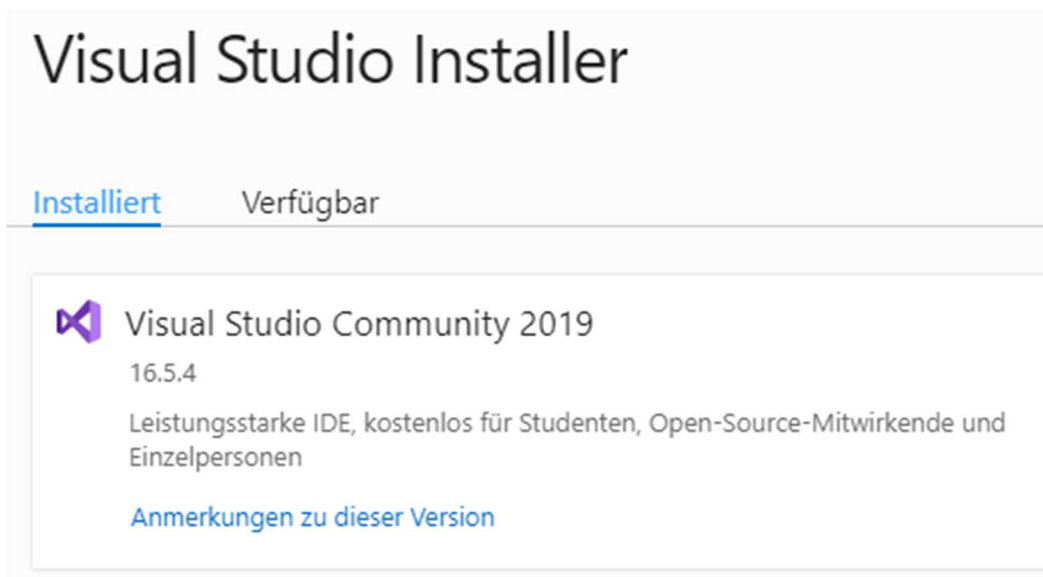 Visual Studio Installer
Installiert Verfügbar
Visual Studio Community 2019
16.5.4
Leistungsstarke IDE, kostenlos für Studenten, Open-Source-Mitwirkende und
Einzelpersonen
Anmerkungen zu dieser Version